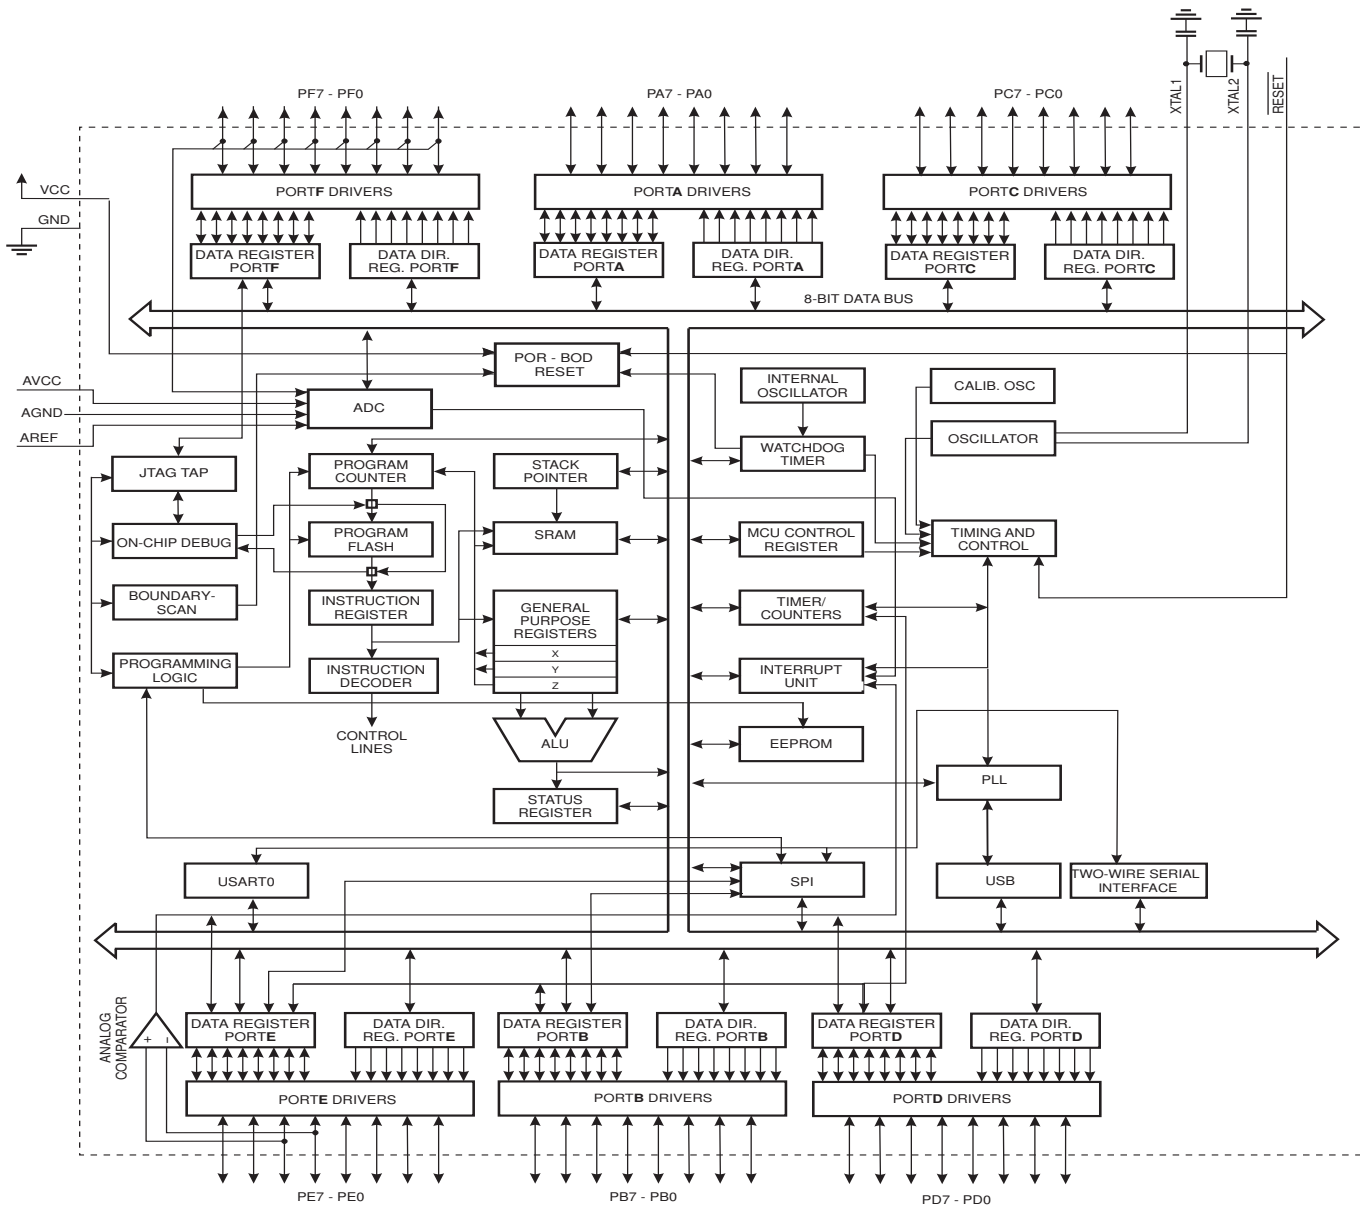 PF7 - PF0
PA7 - PA0
PC7 - PC0
XTAL1
XTAL2
RESET
VCC
GND
PORTF DRIVERS
PORTA DRIVERS
PORTC DRIVERS
DATA REGISTER
PORTF
DATA DIR.
REG. PORTF
DATA REGISTER
PORTA
DATA DIR.
REG. PORTA
DATA REGISTER
PORTC
DATA DIR.
REG. PORTC
8-BIT DATA BUS
POR - BOD
RESET
INTERNAL
OSCILLATOR
CALIB. OSC
AVCC
AGND
AREF
ADC
OSCILLATOR
WATCHDOG
TIMER
JTAG TAP
PROGRAM
COUNTER
STACK
POINTER
ON-CHIP DEBUG
PROGRAM
FLASH
SRAM
MCU CONTROL
REGISTER
TIMING AND
CONTROL
BOUNDARY-
SCAN
INSTRUCTION
REGISTER
GENERAL
PURPOSE
REGISTERS
X
Y
Z
TIMER/
COUNTERS
PROGRAMMING
LOGIC
INSTRUCTION
DECODER
INTERRUPT
UNIT
CONTROL
LINES
ALU
EEPROM
PLL
STATUS
REGISTER
USART0
SPI
USB
TWO-WIRE SERIAL
INTERFACE
ANALOG
COMPARATOR
+
-
DATA REGISTER
PORTE
DATA DIR.
REG. PORTE
DATA REGISTER
PORTB
DATA DIR.
REG. PORTB
DATA REGISTER
PORTD
DATA DIR.
REG. PORTD
PORTE DRIVERS
PORTB DRIVERS
PORTD DRIVERS
PE7 - PE0
PB7 - PB0
PD7 - PD0